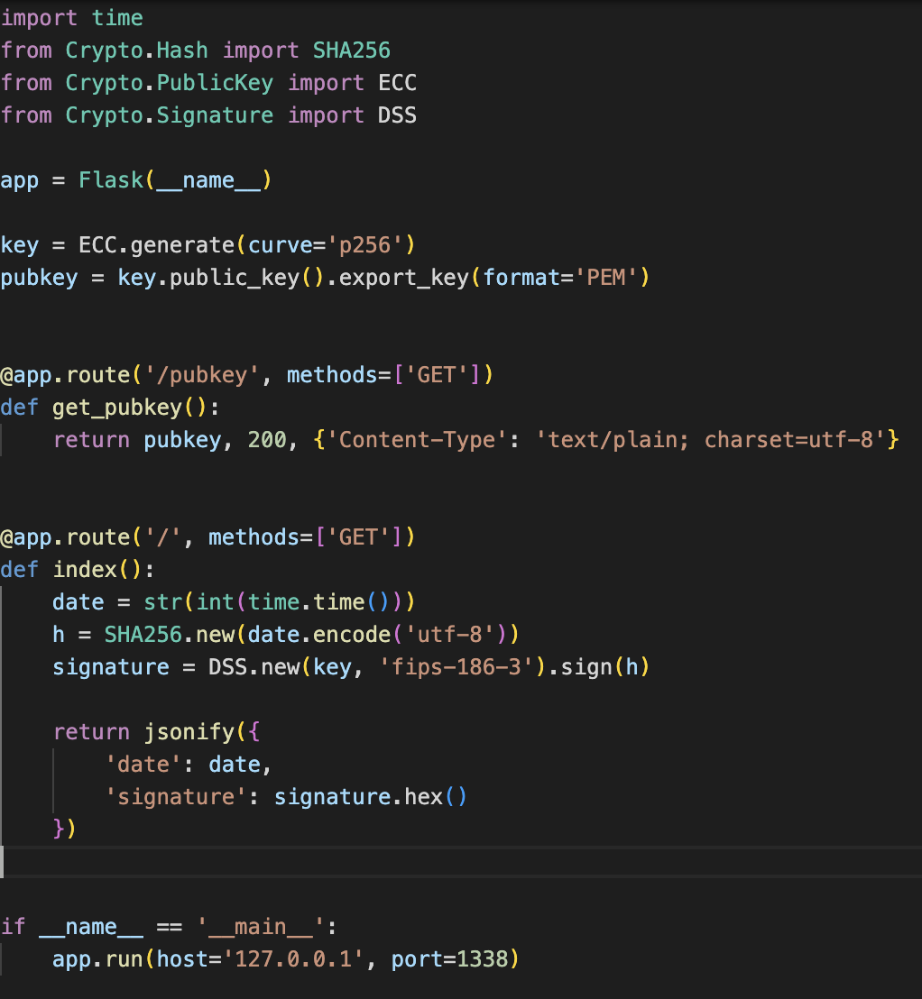 import time
from Crypto.Hash import SHA256
from Crypto.PublicKey import ECC
from Crypto.Signature import DSS
app = Flask(__name__)
key = ECC.generate(curve='p256')
pubkey = key.public_key().export_key(format='PEM')
@app.route('/pubkey', methods=['GET'])
def get_pubkey():
    return pubkey, 200, {'Content-Type': 'text/plain; charset=utf-8'}
@app.route('/', methods=['GET'])
def index():
    date = str(int(time.time()))
    h = SHA256.new(date.encode('utf-8'))
    signature = DSS.new(key, 'fips-186-3').sign(h)
    return jsonify({
        'date': date,
        'signature': signature.hex()
    })
if __name__ == '__main__':
    app.run(host='127.0.0.1', port=1338)